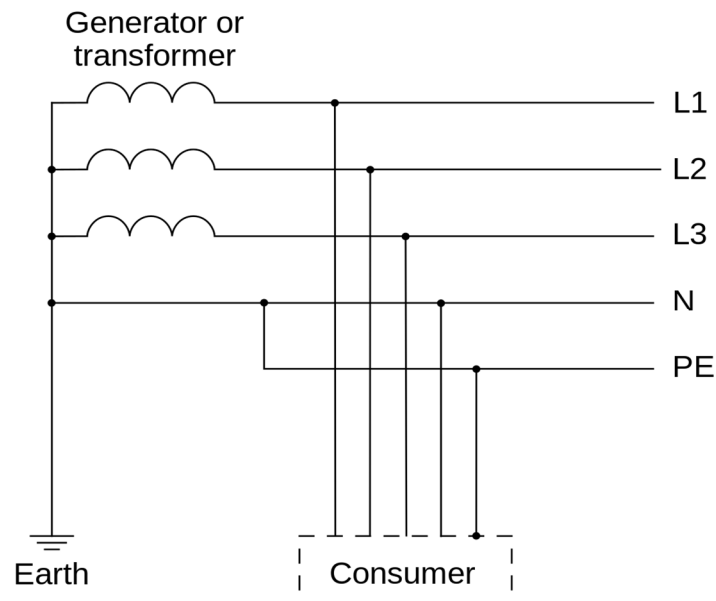 Generator or
transformer
L1
L2
L3
N
PE
Earth
Consumer